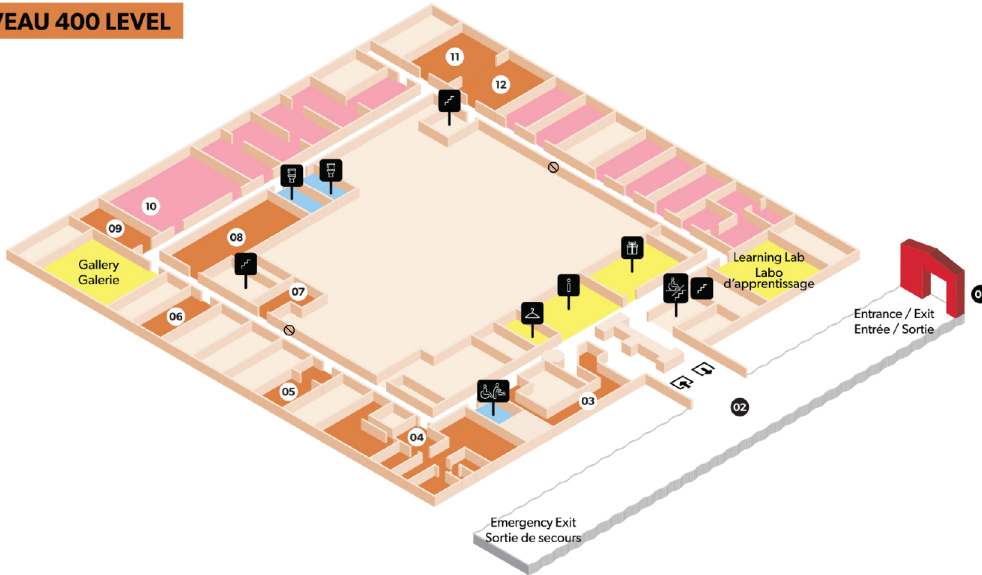 400 LEVEL
11
12
10
09
08
Gallery
Galerie
07
06
Learning Lab
Labo
d'apprentissage
Entrance / Exit
Entrée / Sortie
05
03
02
04
Emergency Exit
Sortie de secours